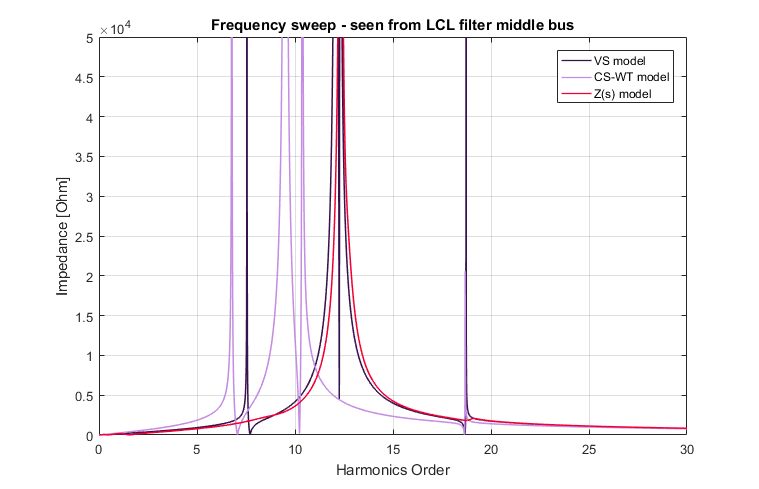 Frequency sweep - seen from LCL filter middle bus
×10⁴
5
4.5
4
3.5
3
2.5
2
1.5
1
0.5
0
Impedance [Ohm]
VS model
CS-WT model
Z(s) model
0 5 10 15 20 25 30
Harmonics Order